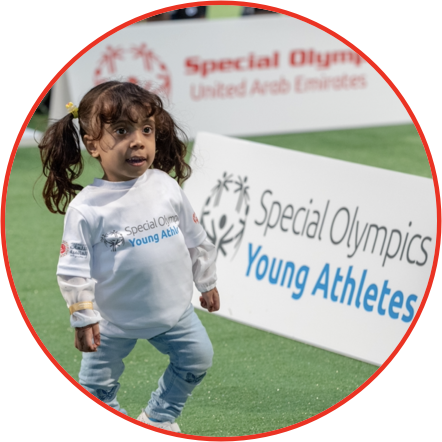 Special Olymp
United Arab Emirates
Special Olympics
Young Athletes
Special Olympics
Young Athletes